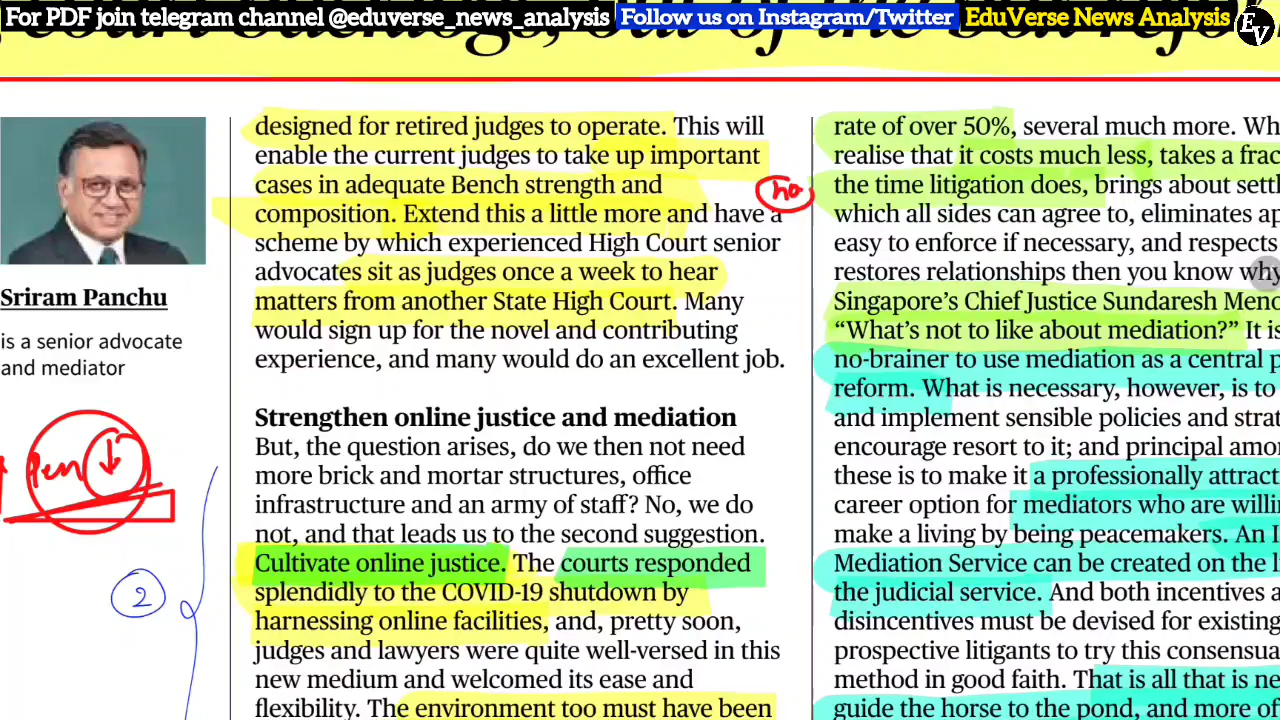 For PDF join telegram channel @eduverse_news_analysis Follow us on Instagram/Twitter EduVerse News Analysis
EV
Sriram Panchu
is a senior advocate
and mediator
2
designed for retired judges to operate. This will
enable the current judges to take up important
cases in adequate Bench strength and
composition. Extend this a little more and have a
scheme by which experienced High Court senior
advocates sit as judges once a week to hear
matters from another State High Court. Many
would sign up for the novel and contributing
experience, and many would do an excellent job.
Strengthen online justice and mediation
But, the question arises, do we then not need
more brick and mortar structures, office
infrastructure and an army of staff? No, we do
not, and that leads us to the second suggestion.
Cultivate online justice. The courts responded
splendidly to the COVID-19 shutdown by
harnessing online facilities, and, pretty soon,
judges and lawyers were quite well-versed in this
new medium and welcomed its ease and
flexibility. The environment too must have been
rate of over 50%, several much more. Wh
realise that it costs much less, takes a frac
the time litigation does, brings about settl
which all sides can agree to, eliminates ap
easy to enforce if necessary, and respects
restores relationships then you know why
Singapore's Chief Justice Sundaresh Meno
"What's not to like about mediation?" It is
no-brainer to use mediation as a central p
reform. What is necessary, however, is to
and implement sensible policies and strat
encourage resort to it; and principal amo
these is to make it a professionally attract
career option for mediators who are willi
make a living by being peacemakers. An I
Mediation Service can be created on the l
the judicial service. And both incentives a
disincentives must be devised for existing
prospective litigants to try this consensua
method in good faith. That is all that is ne
guide the horse to the pond, and more of